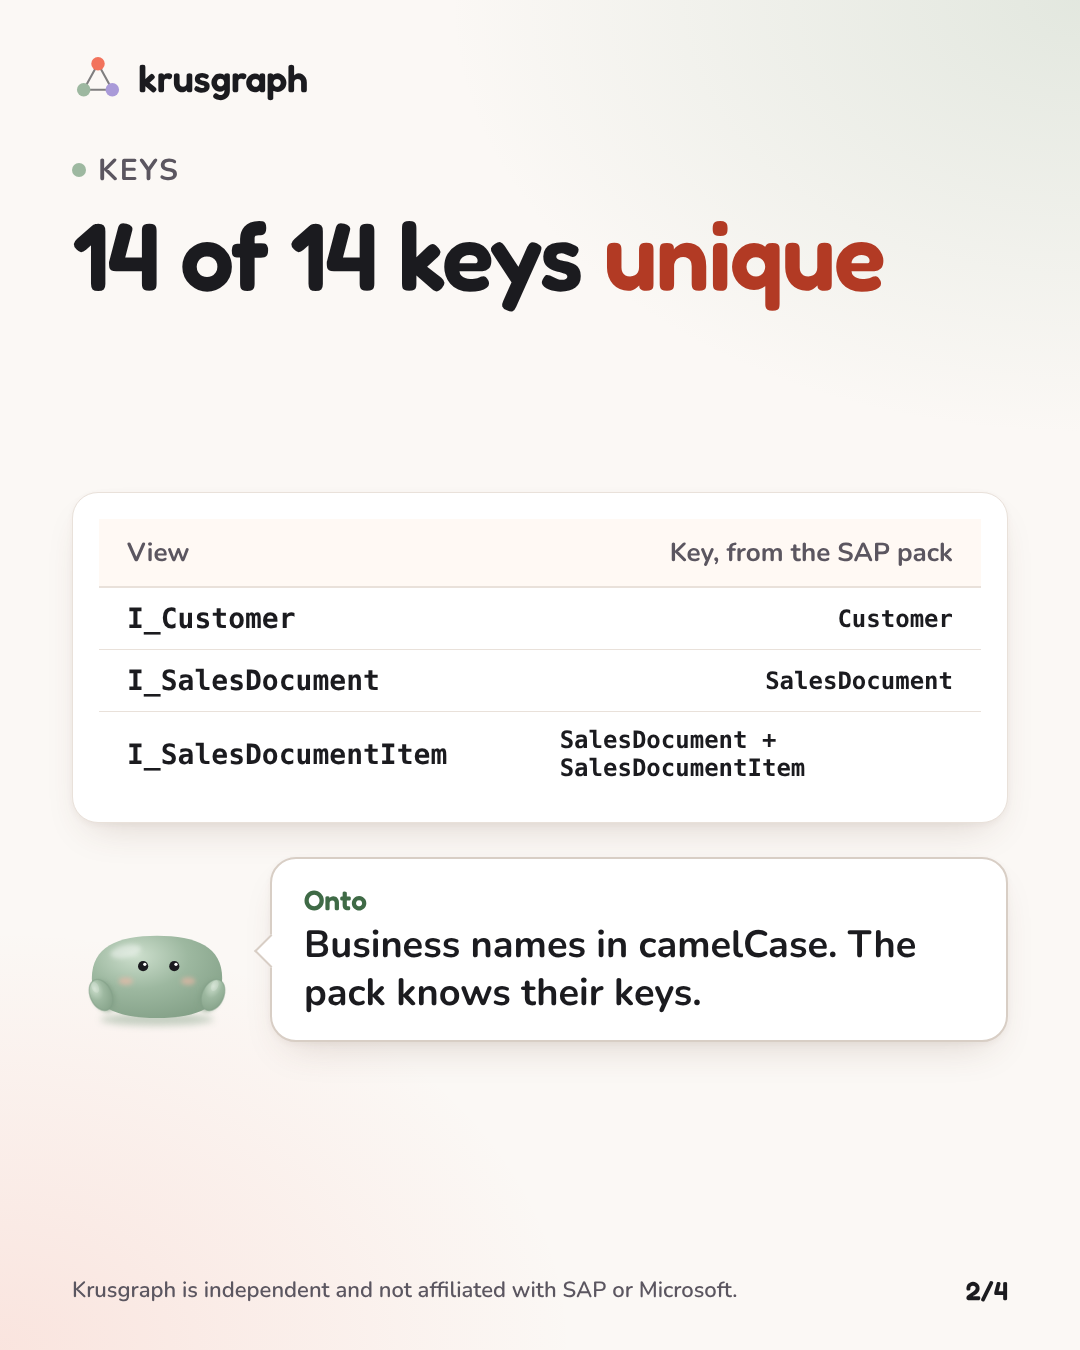 krusgraph
KEYS
14 of 14 keys unique
View Key, from the SAP pack
I_Customer Customer
I_SalesDocument SalesDocument
I_SalesDocumentItem SalesDocument +
SalesDocumentItem
Onto
Business names in camelCase. The
pack knows their keys.
Krusgraph is independent and not affiliated with SAP or Microsoft. 2/4